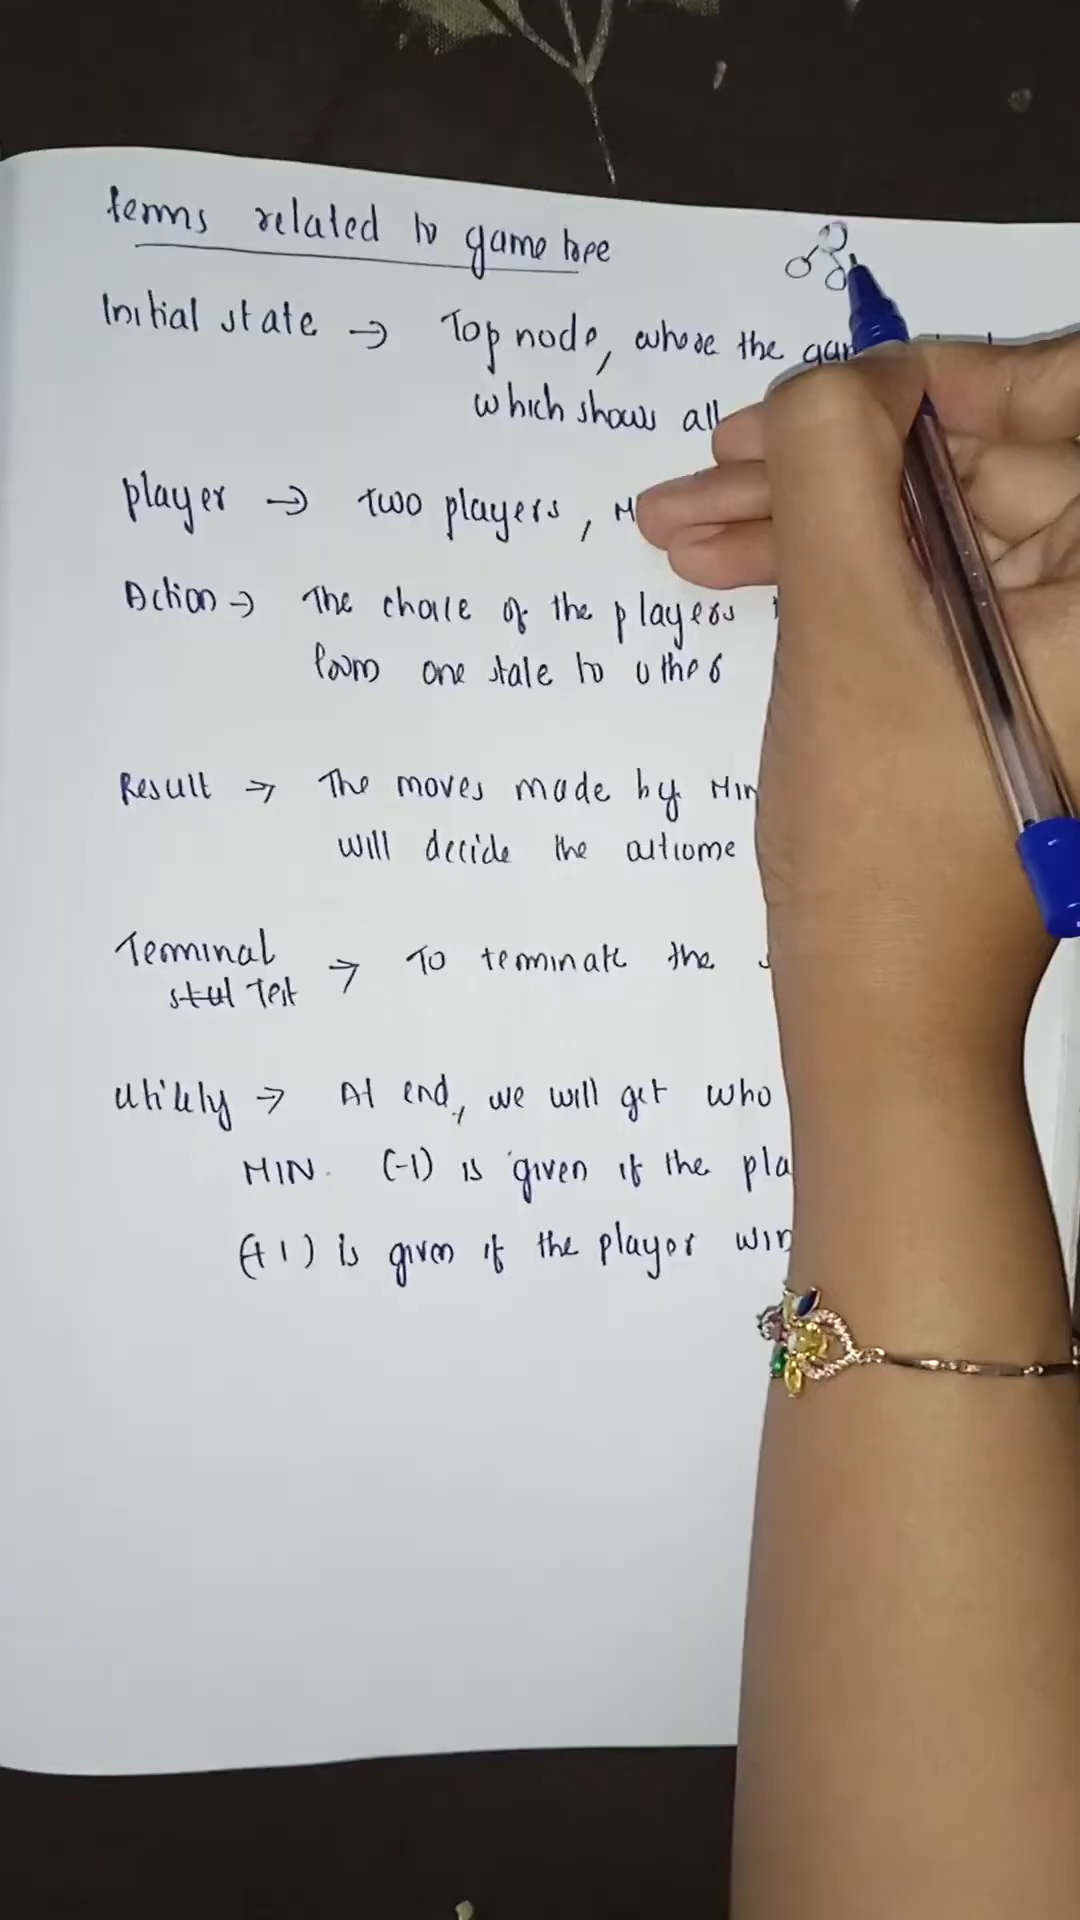 terms related to game tree
Initial state → Top node, where the gam
which shows all
player → Two players, M
Action → The choice of the players
from one state to other
Result → The moves made by MIN
will decide the outcome
Terminal
Test → To terminate the
utility → At end, we will get who
MIN. (-1) is given if the pla
(+1) is given if the player win